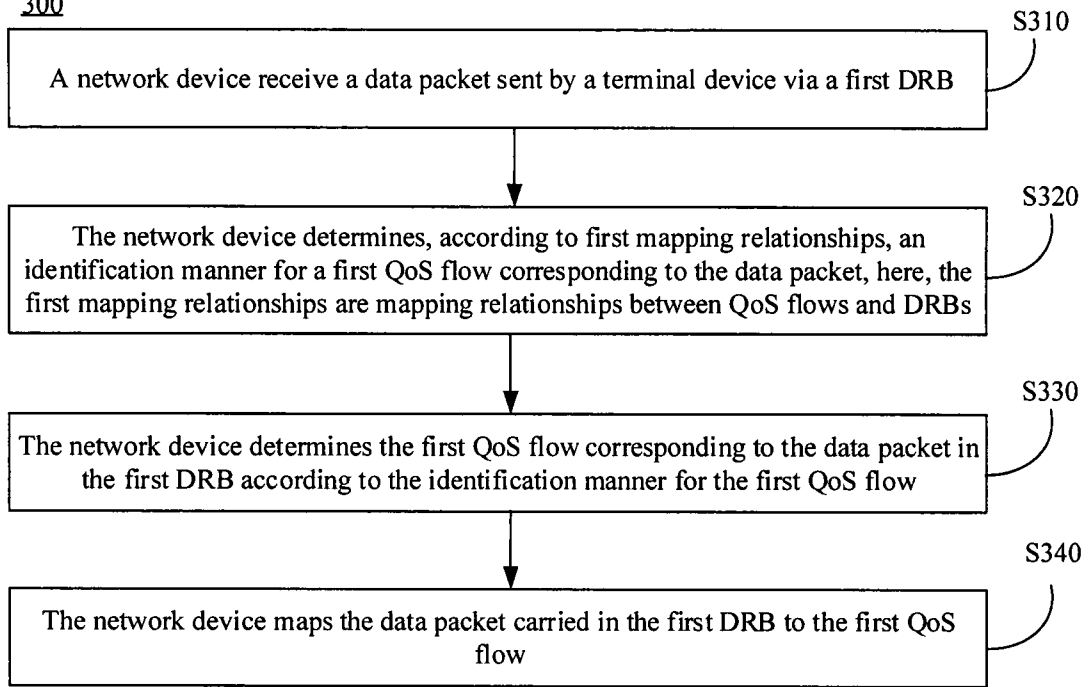 300
S310
A network device receive a data packet sent by a terminal device via a first DRB
S320
The network device determines, according to first mapping relationships, an
identification manner for a first QoS flow corresponding to the data packet, here, the
first mapping relationships are mapping relationships between QoS flows and DRBs
S330
The network device determines the first QoS flow corresponding to the data packet in
the first DRB according to the identification manner for the first QoS flow
S340
The network device maps the data packet carried in the first DRB to the first QoS
flow